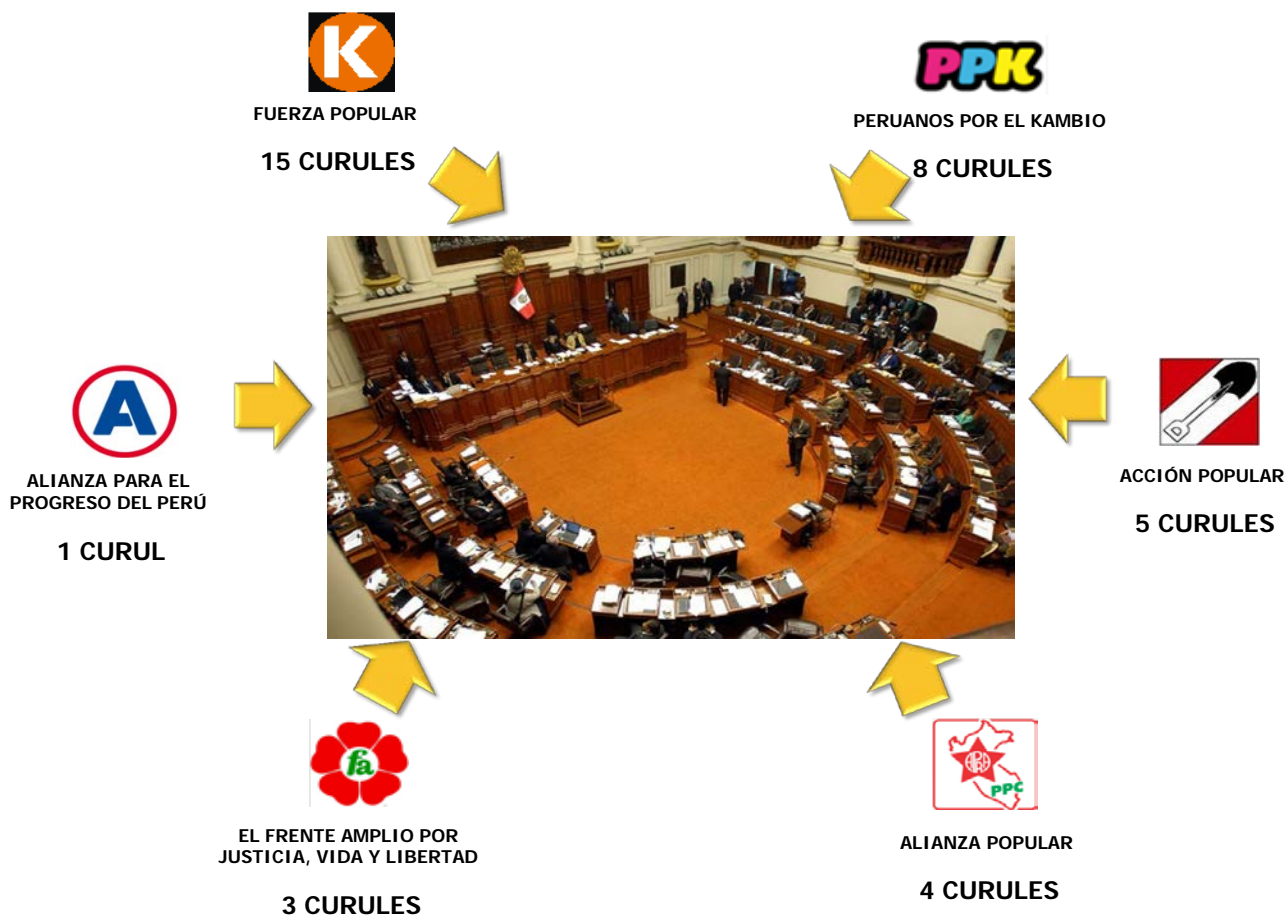 K
FUERZA POPULAR
15 CURULES
PPK
PERUANOS POR EL KAMBIO
8 CURULES
A
ALIANZA PARA EL
PROGRESO DEL PERÚ
1 CURUL
ACCIÓN POPULAR
5 CURULES
fa
EL FRENTE AMPLIO POR
JUSTICIA, VIDA Y LIBERTAD
3 CURULES
APRA
PPC
ALIANZA POPULAR
4 CURULES